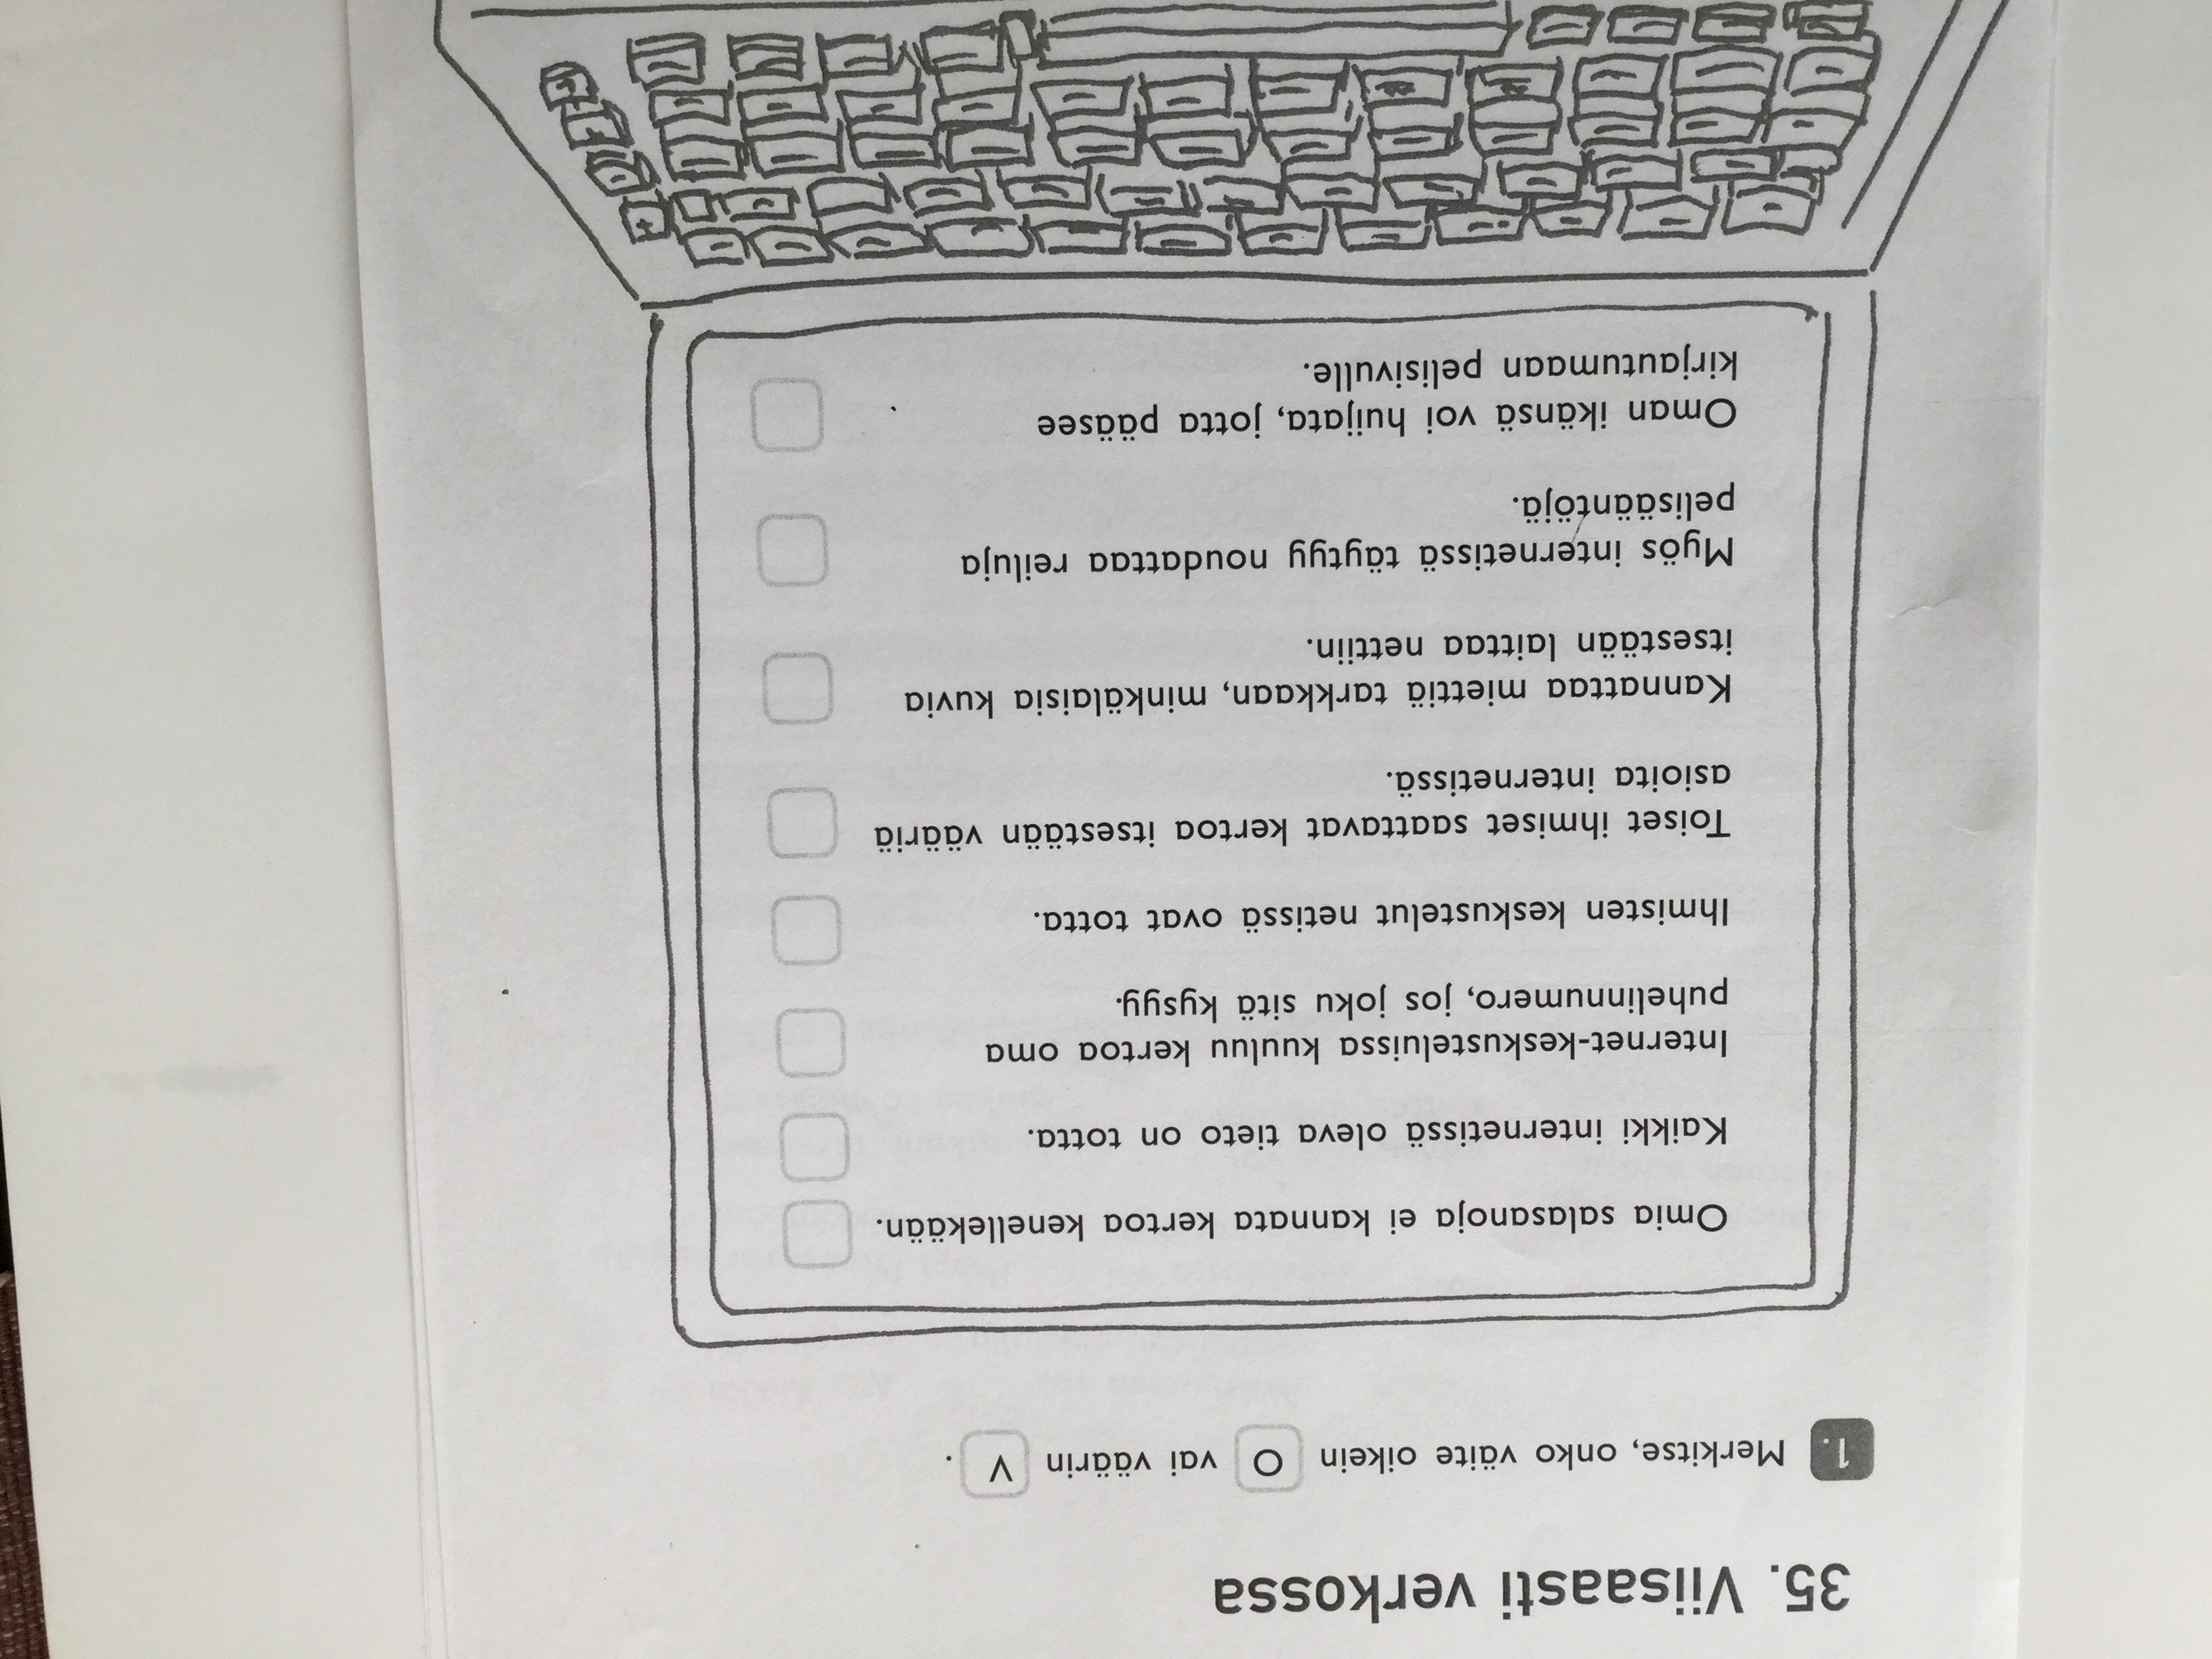 35. Viisaasti verkossa
1. Merkitse, onko väite oikein O vai väärin V .
Omia salasanoja ei kannata kertoa kenellekään.
Kaikki internetissä oleva tieto on totta.
Internet-keskusteluissa kuuluu kertoa oma
puhelinnumero, jos joku sitä kysyy.
Ihmisten keskustelut netissä ovat totta.
Toiset ihmiset saattavat kertoa itsestään vääriä
asioita internetissä.
Kannattaa miettiä tarkkaan, minkälaisia kuvia
itsestään laittaa nettiin.
Myös internetissä täytyy noudattaa reiluja
pelisääntöjä.
Oman ikänsä voi huijata, jotta pääsee
kirjautumaan pelisivulle.